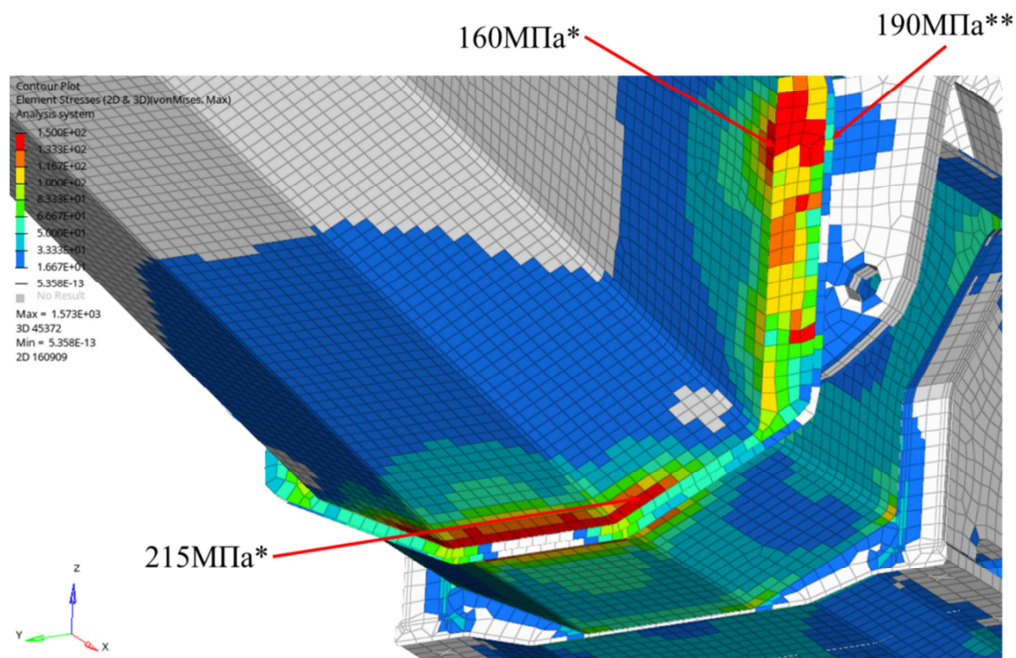 160МПа*
190МПа**
Contour Plot
Element Stresses (2D & 3D)(vonMises, Max)
Analysis system
1.500E+02
1.333E+02
1.167E+02
1.000E+02
8.333E+01
6.667E+01
5.000E+01
3.333E+01
1.667E+01
5.358E-13
No Result
Max = 1.573E+03
3D 45372
Min = 5.358E-13
2D 160909
215МПа*
Z
Y
X